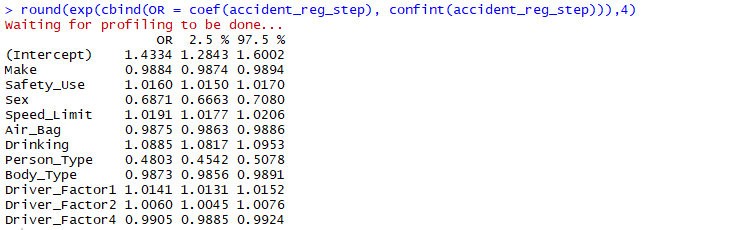 > round(exp(cbind(OR = coef(accident_reg_step), confint(accident_reg_step))),4)
Waiting for profiling to be done...
OR 2.5 % 97.5 %
(Intercept) 1.4334 1.2843 1.6002
Make 0.9884 0.9874 0.9894
Safety_Use 1.0160 1.0150 1.0170
Sex 0.6871 0.6663 0.7080
Speed_Limit 1.0191 1.0177 1.0206
Air_Bag 0.9875 0.9863 0.9886
Drinking 1.0885 1.0817 1.0953
Person_Type 0.4803 0.4542 0.5078
Body_Type 0.9873 0.9856 0.9891
Driver_Factor1 1.0141 1.0131 1.0152
Driver_Factor2 1.0060 1.0045 1.0076
Driver_Factor4 0.9905 0.9885 0.9924